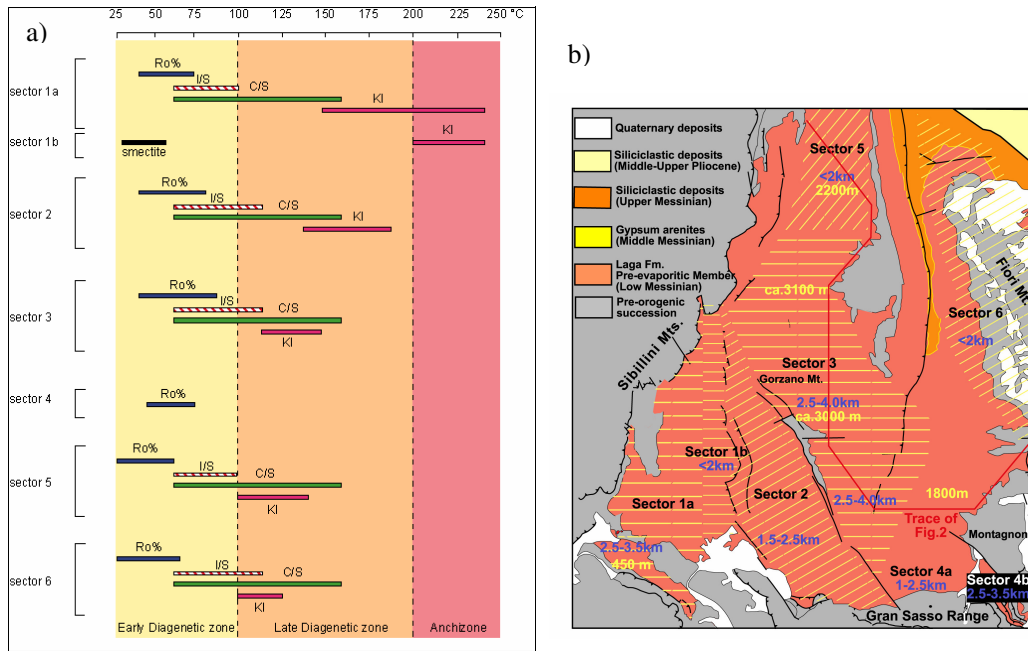 a)
25 50 75 100 125 150 175 200 225 250 °C
sector 1a
Ro%
I/S
C/S
KI
sector 1b
smectite
KI
sector 2
Ro%
I/S
C/S
KI
sector 3
Ro%
I/S
C/S
KI
sector 4
Ro%
sector 5
Ro%
I/S
C/S
KI
sector 6
Ro%
I/S
C/S
KI
Early Diagenetic zone
Late Diagenetic zone
Anchizone
b)
Quaternary deposits
Siliciclastic deposits
(Middle-Upper Pliocene)
Siliciclastic deposits
(Upper Messinian)
Gypsum arenites
(Middle Messinian)
Laga Fm.
Pre-evaporitic Member
(Low Messinian)
Pre-orogenic
succession
Sector 5
<2km
2200m
ca.3100 m
Fiori Mt.
Sector 6
<2km
Sibillini Mts.
Sector 3
Gorzano Mt.
2.5-4.0km
ca.3000 m
Sector 1b
<2km
Sector 1a
Sector 2
2.5-4.0km
1800m
Trace of
Fig.2
Montagnon
1.5-2.5km
2.5-3.5km
450 m
Sector 4a
1-2.5km
Sector 4b
2.5-3.5km
Gran Sasso Range